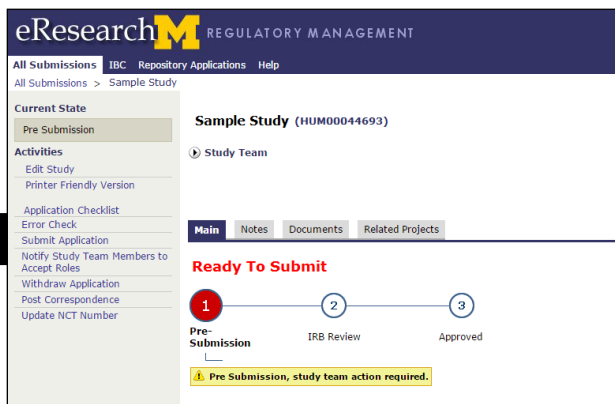 eResearch M REGULATORY MANAGEMENT
All Submissions IBC Repository Applications Help
All Submissions > Sample Study
Current State
Pre Submission
Activities
Edit Study
Printer Friendly Version
Application Checklist
Error Check
Submit Application
Notify Study Team Members to
Accept Roles
Withdraw Application
Post Correspondence
Update NCT Number
Sample Study (HUM00044693)
Study Team
Main Notes Documents Related Projects
Ready To Submit
1 2 3
Pre-
Submission IRB Review Approved
Pre Submission, study team action required.